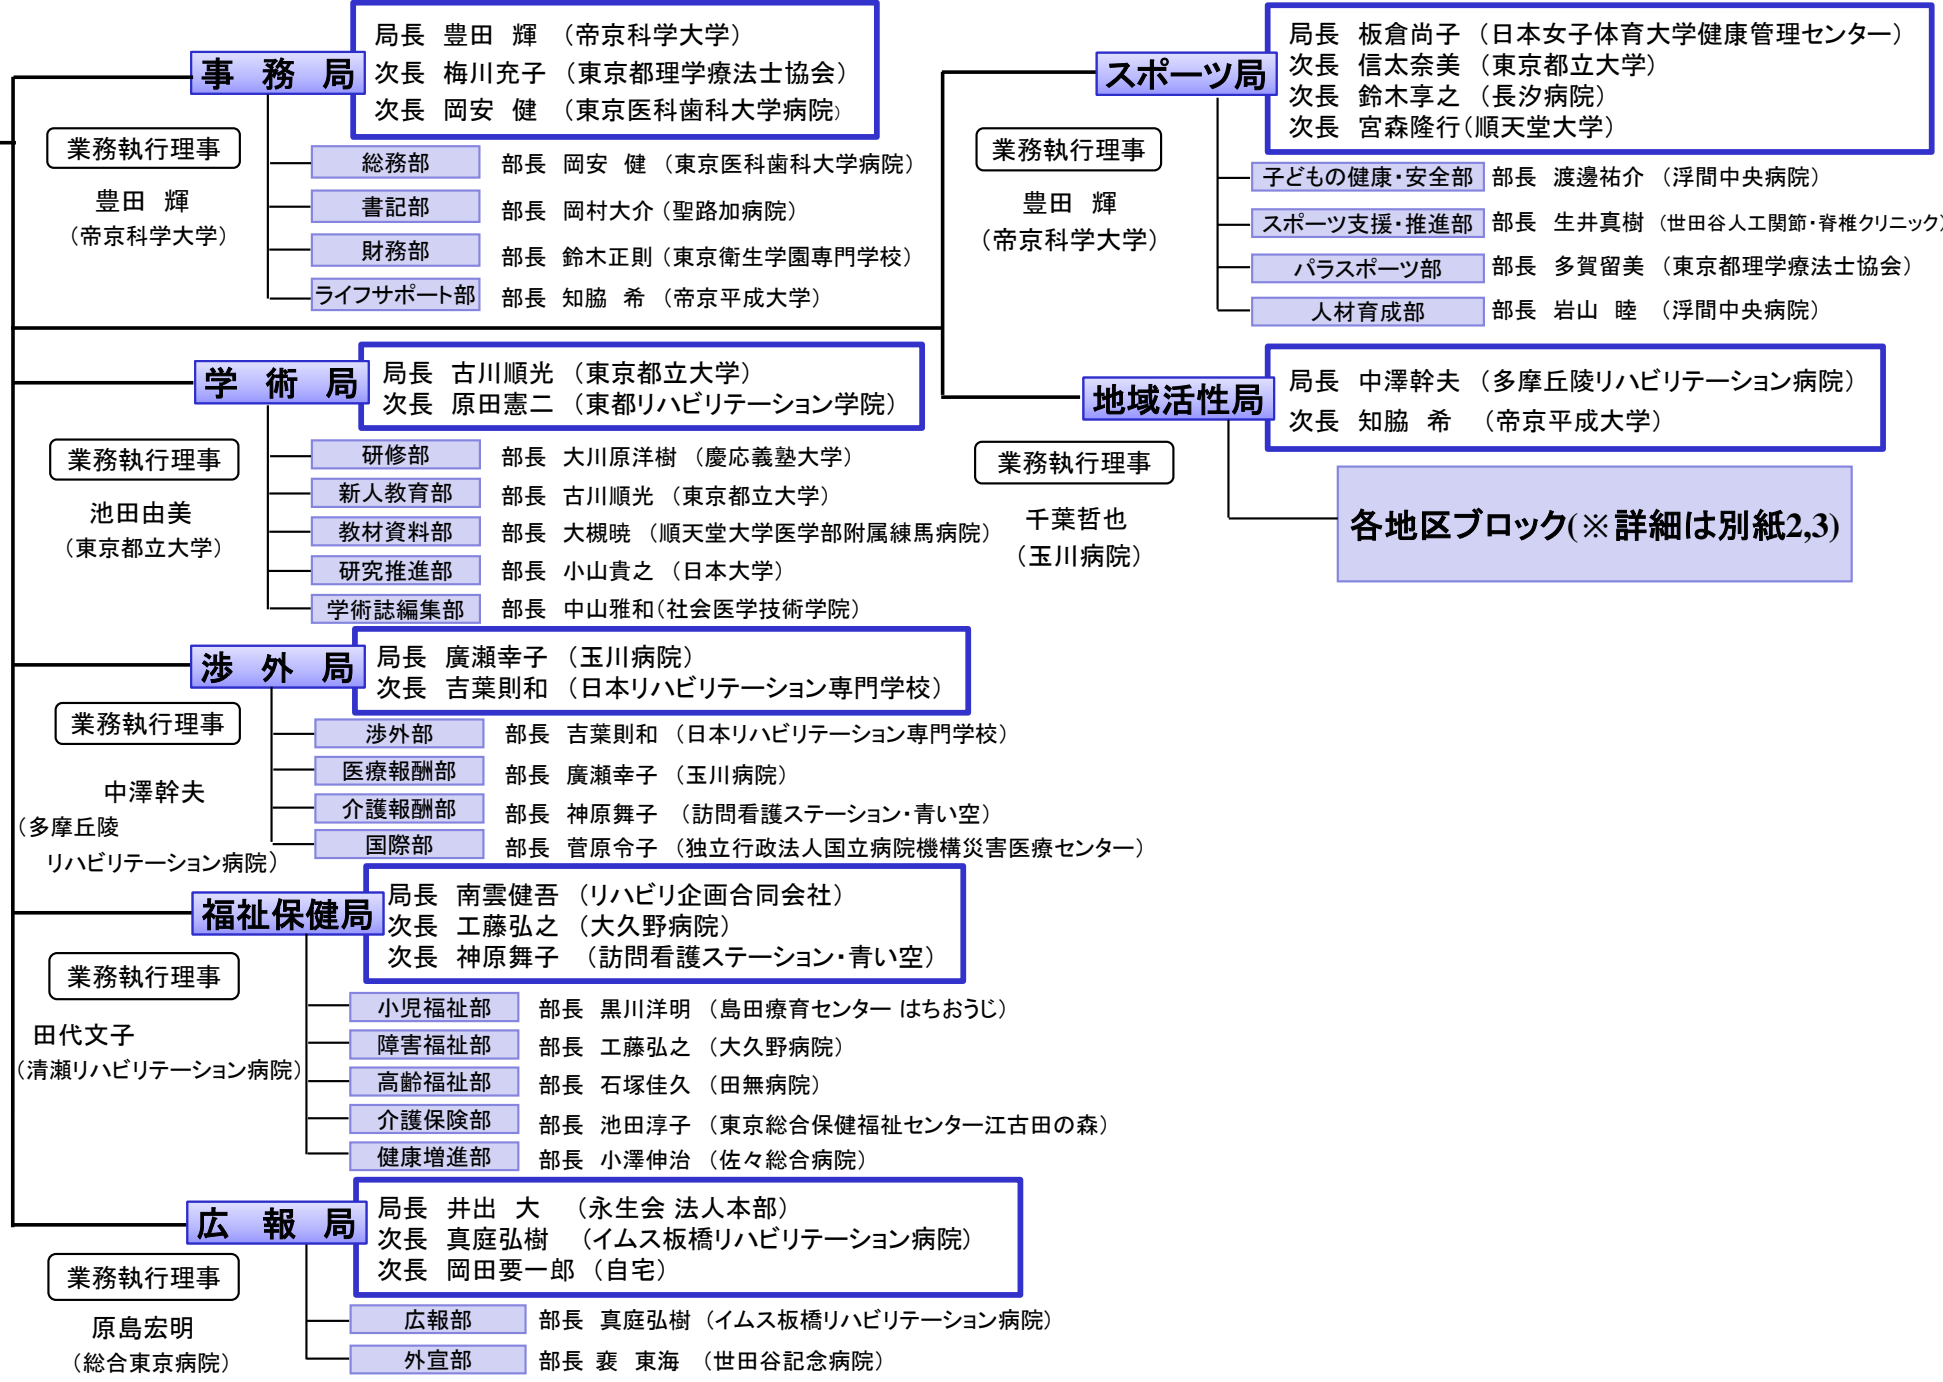 事　務　局
局長　豊田　輝　（帝京科学大学）
次長　梅川充子　（東京都理学療法士協会）
次長　岡安　健　（東京医科歯科大学病院）
業務執行理事
豊田　輝
（帝京科学大学）
総務部　部長　岡安　健　（東京医科歯科大学病院）
書記部　部長　岡村大介（聖路加病院）
財務部　部長　鈴木正則（東京衛生学園専門学校）
ライフサポート部　部長　知脇　希　（帝京平成大学）
学　術　局
局長　古川順光　（東京都立大学）
次長　原田憲二　（東都リハビリテーション学院）
業務執行理事
池田由美
（東京都立大学）
研修部　部長　大川原洋樹　（慶応義塾大学）
新人教育部　部長　古川順光　（東京都立大学）
教材資料部　部長　大槻暁　（順天堂大学医学部附属練馬病院）
研究推進部　部長　小山貴之　（日本大学）
学術誌編集部　部長　中山雅和（社会医学技術学院）
渉　外　局
局長　廣瀬幸子　（玉川病院）
次長　吉葉則和　（日本リハビリテーション専門学校）
業務執行理事
中澤幹夫
（多摩丘陵
リハビリテーション病院）
渉外部　部長　吉葉則和　（日本リハビリテーション専門学校）
医療報酬部　部長　廣瀬幸子　（玉川病院）
介護報酬部　部長　神原舞子　（訪問看護ステーション・青い空）
国際部　部長　菅原令子　（独立行政法人国立病院機構災害医療センター）
福祉保健局
局長　南雲健吾　（リハビリ企画合同会社）
次長　工藤弘之　（大久野病院）
次長　神原舞子　（訪問看護ステーション・青い空）
業務執行理事
田代文子
（清瀬リハビリテーション病院）
小児福祉部　部長　黒川洋明　（島田療育センター はちおうじ）
障害福祉部　部長　工藤弘之　（大久野病院）
高齢福祉部　部長　石塚佳久　（田無病院）
介護保険部　部長　池田淳子　（東京総合保健福祉センター江古田の森）
健康増進部　部長　小澤伸治　（佐々総合病院）
広　報　局
局長　井出　大　（永生会 法人本部）
次長　真庭弘樹　（イムス板橋リハビリテーション病院）
次長　岡田要一郎　（自宅）
業務執行理事
原島宏明
（総合東京病院）
広報部　部長　真庭弘樹　（イムス板橋リハビリテーション病院）
外宣部　部長　裵　東海　（世田谷記念病院）
スポーツ局
局長　板倉尚子　（日本女子体育大学健康管理センター）
次長　信太奈美　（東京都立大学）
次長　鈴木享之　（長汐病院）
次長　宮森隆行（順天堂大学）
業務執行理事
豊田　輝
（帝京科学大学）
子どもの健康・安全部　部長　渡邊祐介　（浮間中央病院）
スポーツ支援・推進部　部長　生井真樹　（世田谷人工関節・脊椎クリニック）
パラスポーツ部　部長　多賀留美　（東京都理学療法士協会）
人材育成部　部長　岩山　睦　（浮間中央病院）
地域活性局
局長　中澤幹夫　（多摩丘陵リハビリテーション病院）
次長　知脇　希　（帝京平成大学）
業務執行理事
千葉哲也
（玉川病院）
各地区ブロック(※詳細は別紙2,3)